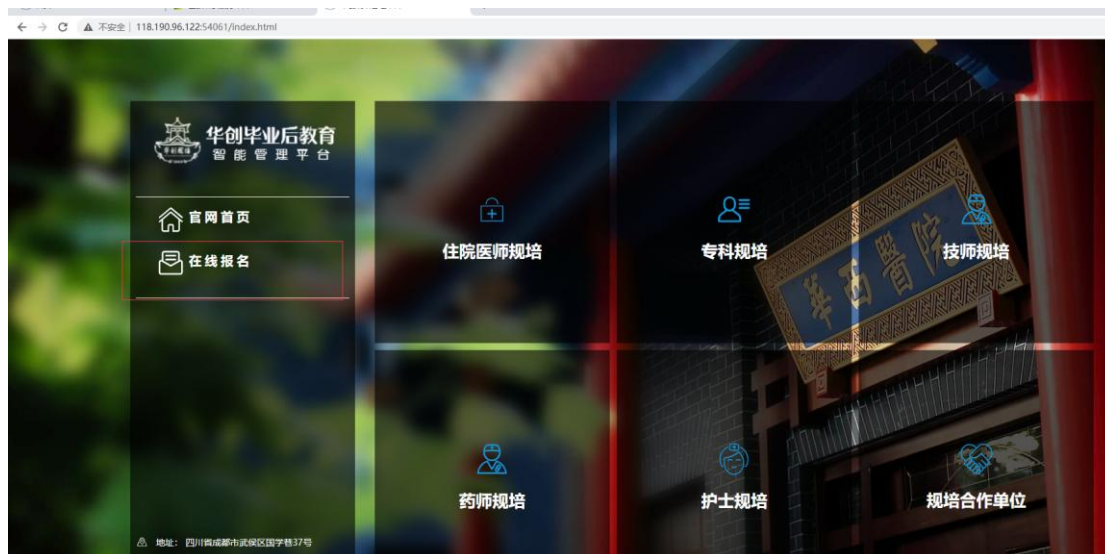 不安全 | 118.190.96.122:54061/index.html
华创毕业后教育
智能管理平台
官网首页
在线报名
住院医师规培
专科规培
技师规培
華西醫院
药师规培
护士规培
规培合作单位
地址： 四川省成都市武侯区国学巷37号